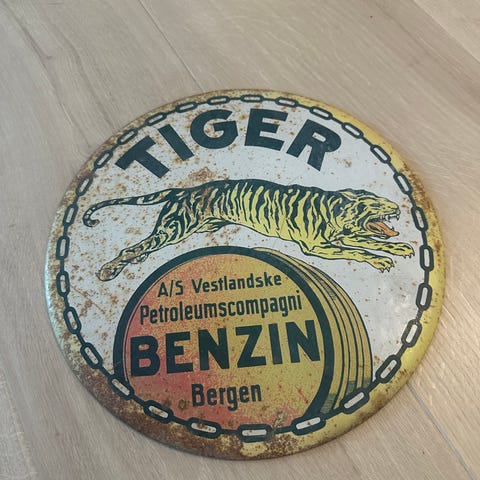 TIGER
A/S Vestlandske
Petroleumscompagni
BENZIN
Bergen